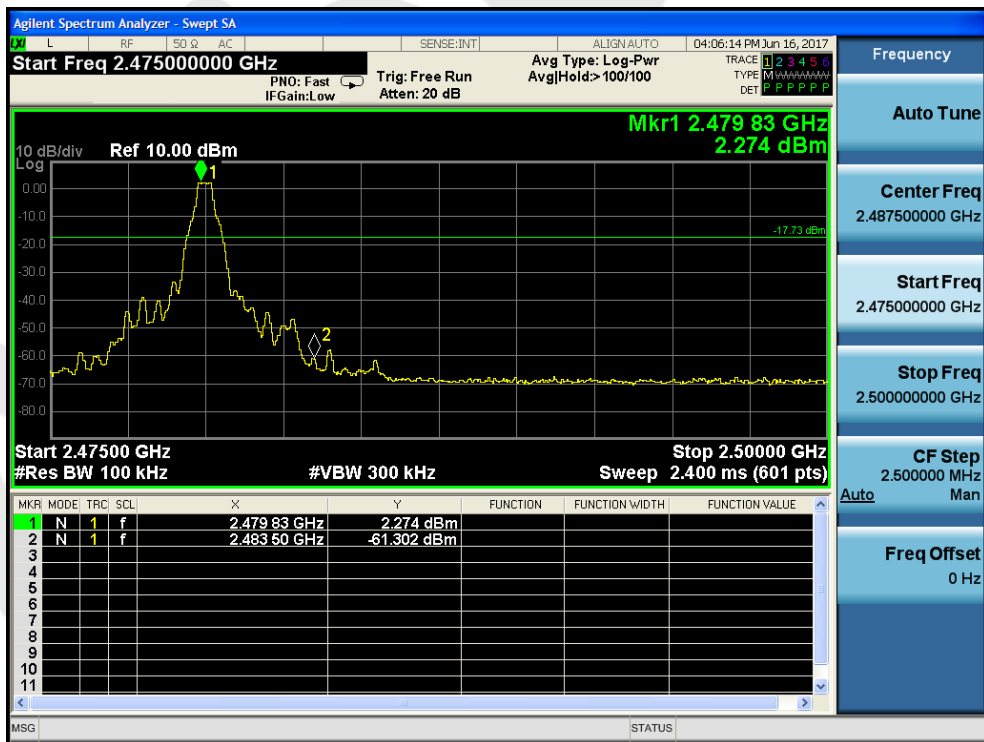 Agilent Spectrum Analyzer - Swept SA
LXI L RF 50 Ω AC SENSE:INT ALIGN AUTO 04:06:14 PM Jun 16, 2017
Start Freq 2.475000000 GHz
PNO: Fast
IFGain:Low
Trig: Free Run
Atten: 20 dB
Avg Type: Log-Pwr
Avg|Hold:> 100/100
TRACE 1 2 3 4 5 6
TYPE M WWWWW
DET P P P P P P
Mkr1 2.479 83 GHz
2.274 dBm
10 dB/div Ref 10.00 dBm
Log
1
0.00
-10.0
-17.73 dBm
-20.0
-30.0
-40.0
-50.0
2
-60.0
-70.0
-80.0
Start 2.47500 GHz Stop 2.50000 GHz
#Res BW 100 kHz #VBW 300 kHz Sweep 2.400 ms (601 pts)
MKR MODE TRC SCL X Y FUNCTION FUNCTION WIDTH FUNCTION VALUE
1 N 1 f 2.479 83 GHz 2.274 dBm
2 N 1 f 2.483 50 GHz -61.302 dBm
3
4
5
6
7
8
9
10
11
MSG STATUS
Frequency
Auto Tune
Center Freq
2.487500000 GHz
Start Freq
2.475000000 GHz
Stop Freq
2.500000000 GHz
CF Step
2.500000 MHz
Auto Man
Freq Offset
0 Hz